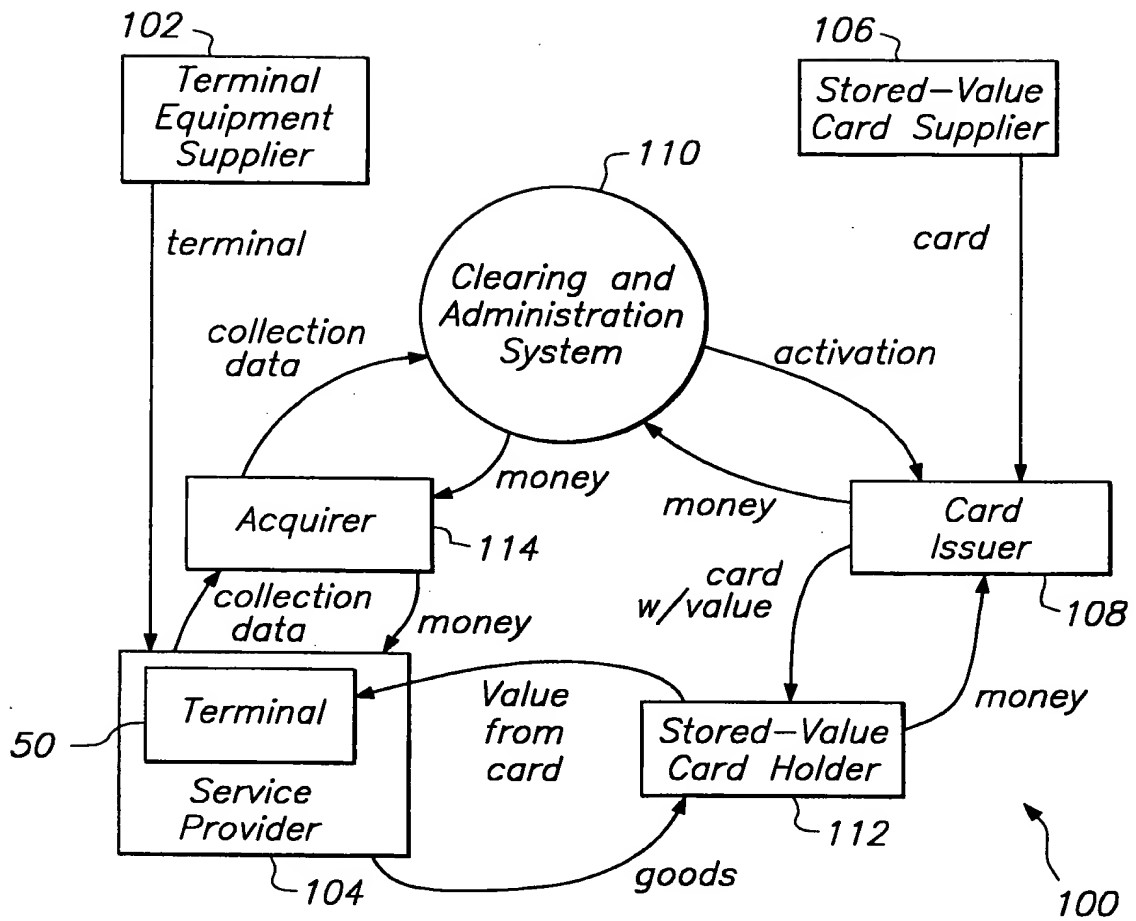 102
Terminal
Equipment
Supplier
106
Stored-Value
Card Supplier
110
terminal
card
Clearing and
Administration
System
collection
data
activation
money
money
Acquirer
114
Card
Issuer
108
collection
data
money
card
w/value
money
Terminal
50
Value
from
card
Stored-Value
Card Holder
112
Service
Provider
104
goods
100